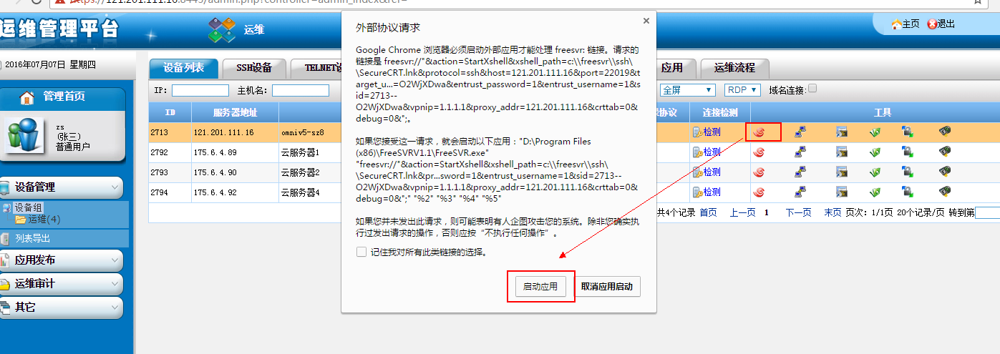 https://121.201.111.16:8443/admin.php?controller=admin_index&ref=
运维管理平台
运维
主页 退出
2016年07月07日 星期四
管理首页
zs
(张三)
普通用户
设备管理
设备组
运维(4)
列表导出
应用发布
运维审计
其它
设备列表 SSH设备 TELNET设 应用 运维流程
IP: 主机名: 全屏 RDP 域名连接:
ID 服务器地址 协议 连接检测 工具
2713 121.201.111.16 omniv5-sz8 检测
2792 175.6.4.89 云服务器1 检测
2793 175.6.4.90 云服务器2 检测
2794 175.6.4.92 云服务器4 检测
共4个记录 首页 上一页 1 下一页 末页 页次: 1/1页 20个记录/页 转到第
外部协议请求
Google Chrome 浏览器必须启动外部应用才能处理 freesvr: 链接。请求的
链接是 freesvr://"&action=StartXshell&xshell_path=c:\\freesvr\\ssh\
\SecureCRT.lnk&protocol=ssh&host=121.201.111.16&port=22019&t
arget_u...=O2WjXDwa&entrust_password=1&entrust_username=1&s
id=2713--
O2WjXDwa&vpnip=1.1.1.1&proxy_addr=121.201.111.16&crttab=0&
debug=0&";。
如果您接受这一请求，就会启动以下应用："D:\Program Files
(x86)\FreeSVRV1.1\FreeSVR.exe"
"freesvr://"&action=StartXshell&xshell_path=c:\\freesvr\\ssh\
\SecureCRT.lnk&pr...sword=1&entrust_username=1&sid=2713--
O2WjXDwa&vpnip=1.1.1.1&proxy_addr=121.201.111.16&crttab=0&
debug=0&";" "%2" "%3" "%4" "%5"
如果您并未发出此请求，则可能表明有人企图攻击您的系统。除非您确实执
行过发出请求的操作，否则应按“不执行任何操作”。
记住我对所有此类链接的选择。
启动应用 取消应用启动